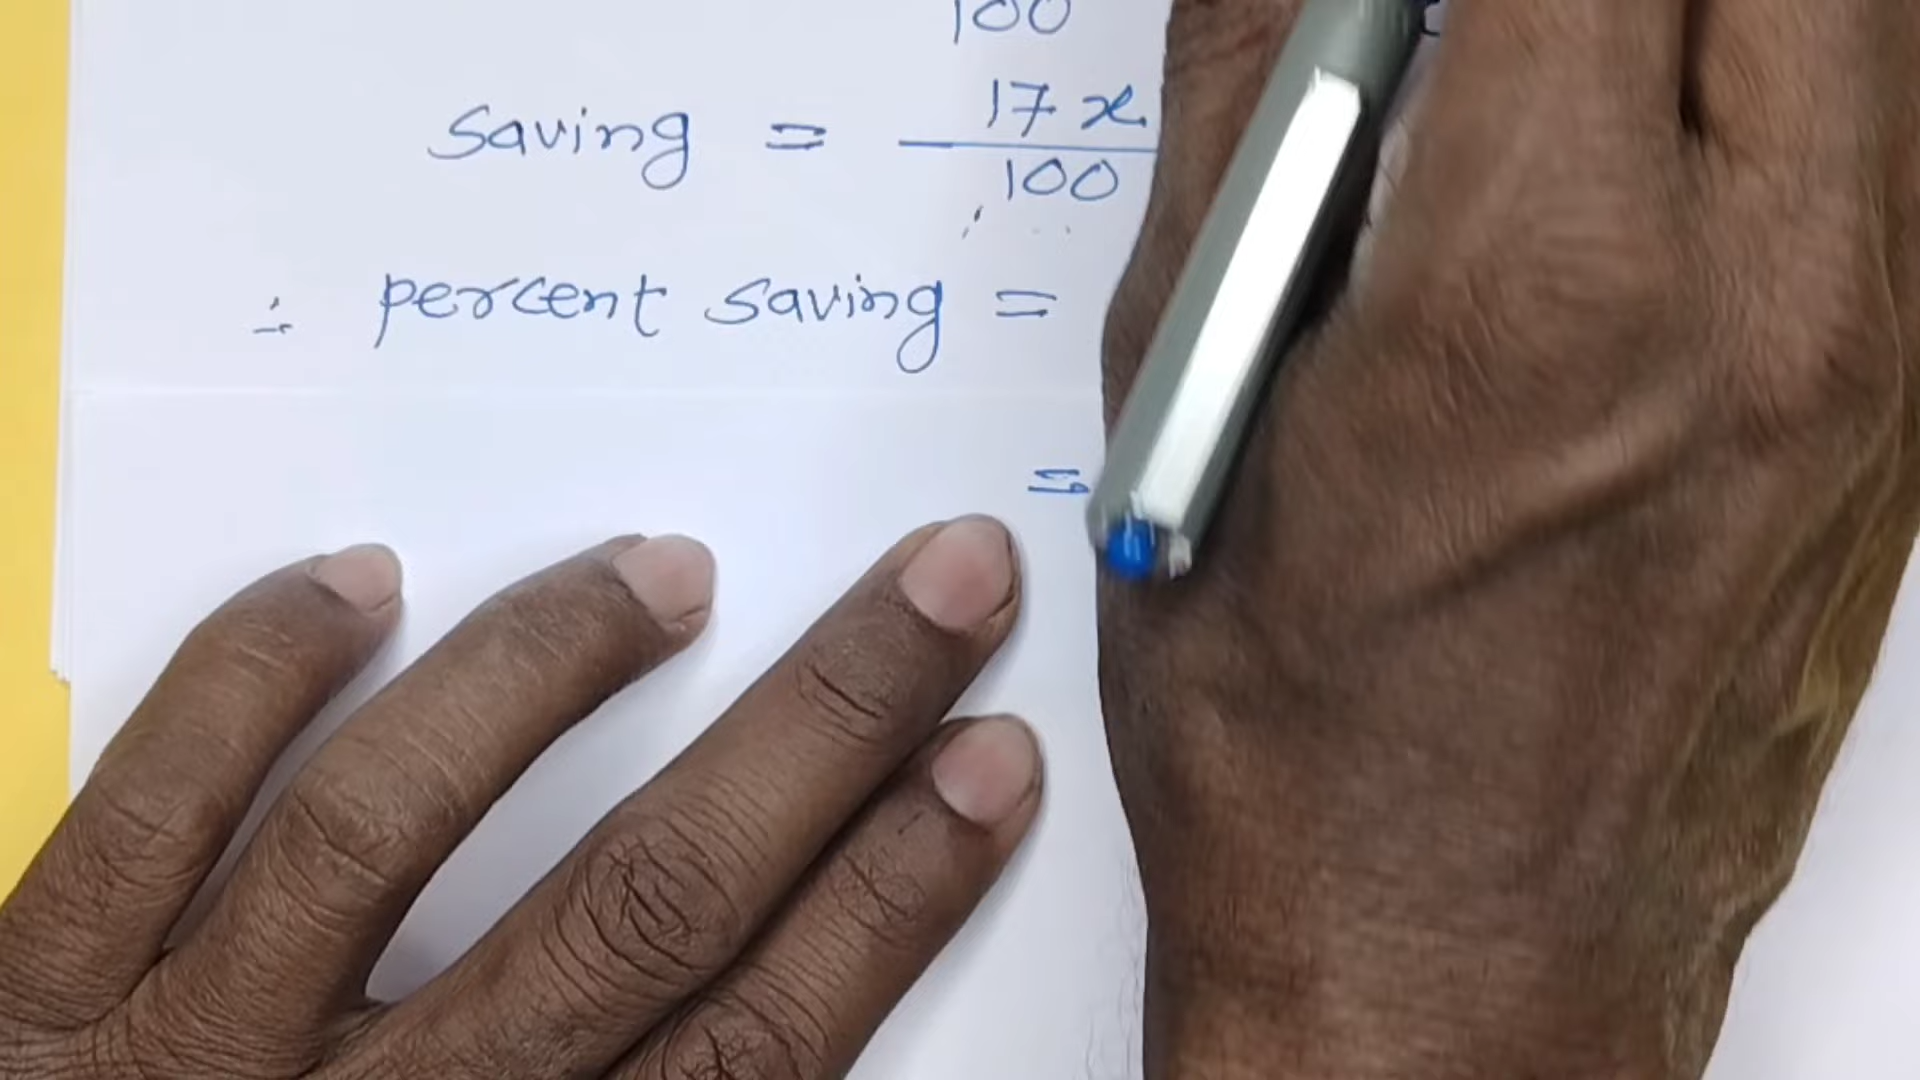 100
saving = 17x
100
∴ percent saving =
=